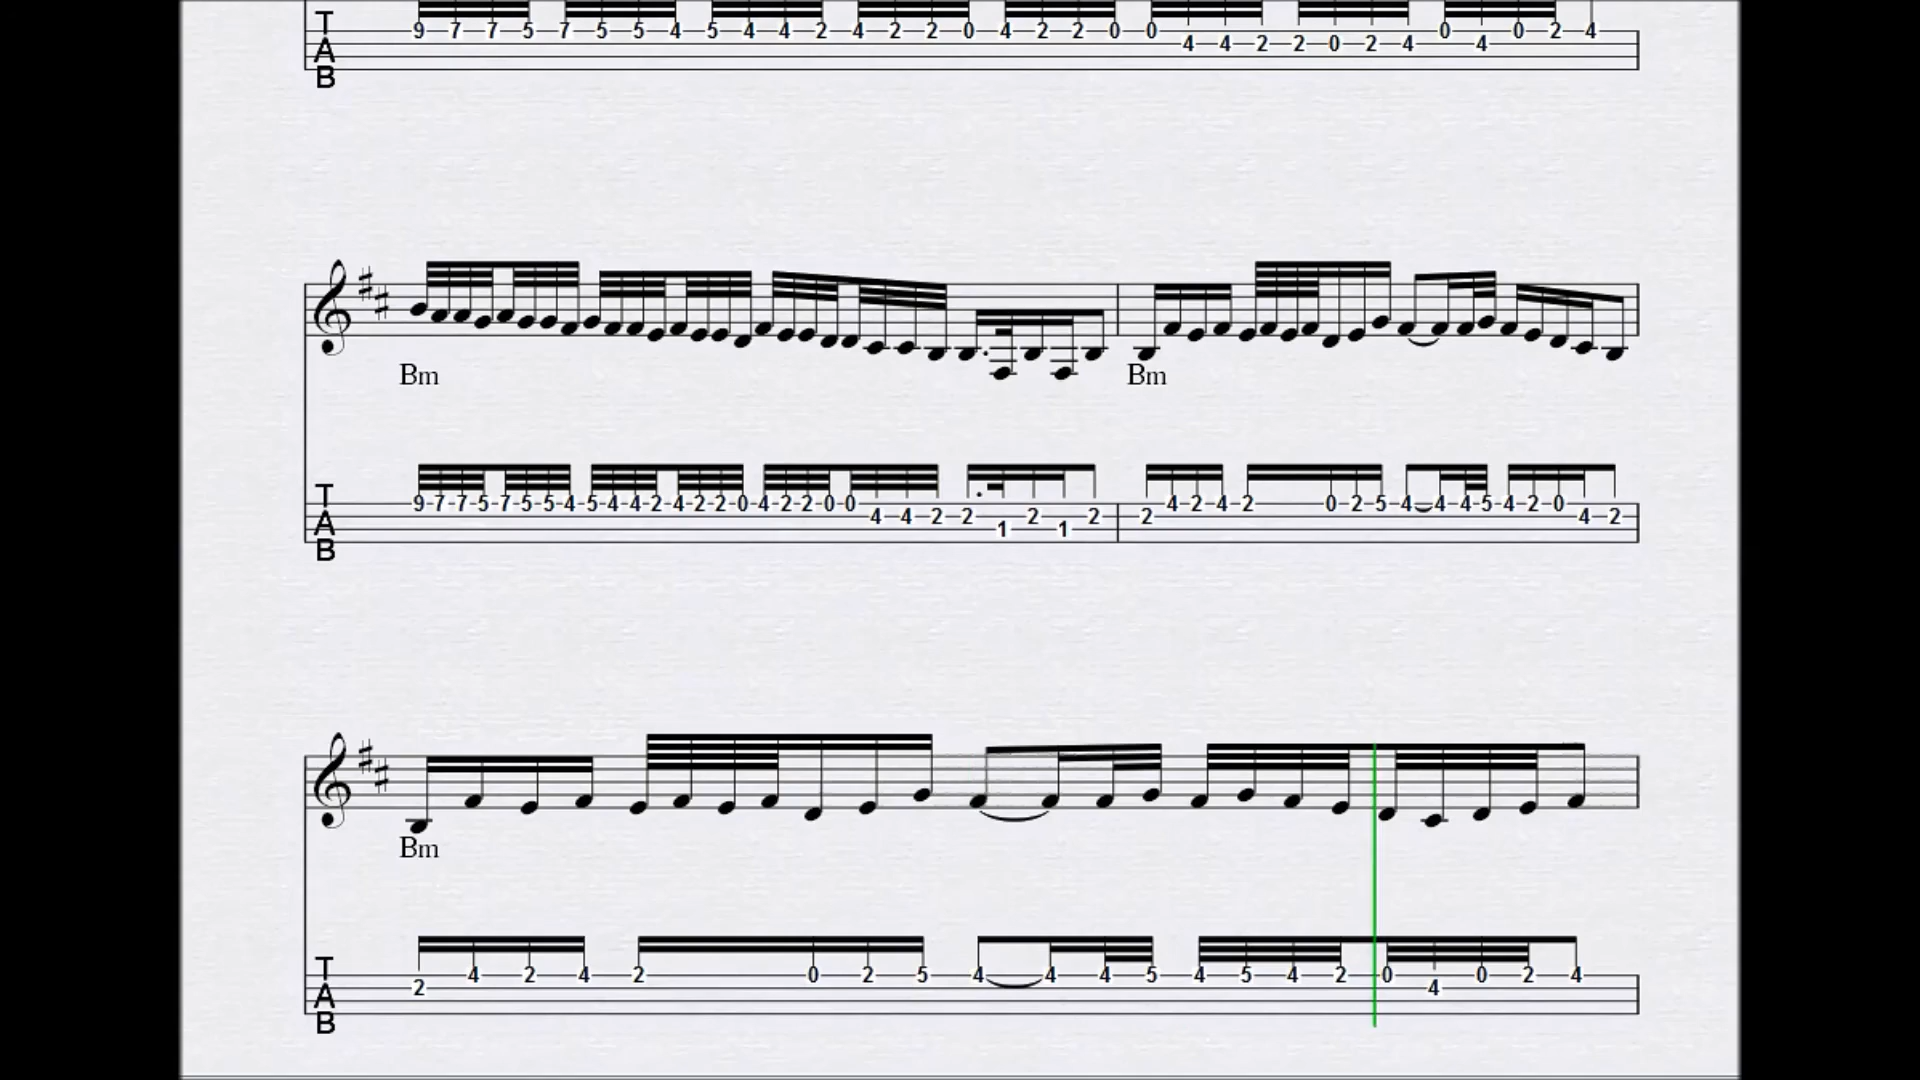 T 9 7 7 5 7 5 5 4 5 4 4 2 4 2 2 0 4 2 2 0 0 0 0 2 4
A 4 4 2 2 0 2 4 4
B
Bm Bm
T 9 7 7 5 7 5 5 4 5 4 4 2 4 2 2 0 4 2 2 0 0 4 2 4 2 0 2 5 4 4 4 5 4 2 0
A 4 4 2 2 2 2 2 4 2
1 1
B
Bm
T 4 2 4 2 0 2 5 4 4 4 5 4 5 4 2 0 0 2 4
A 2 4
B